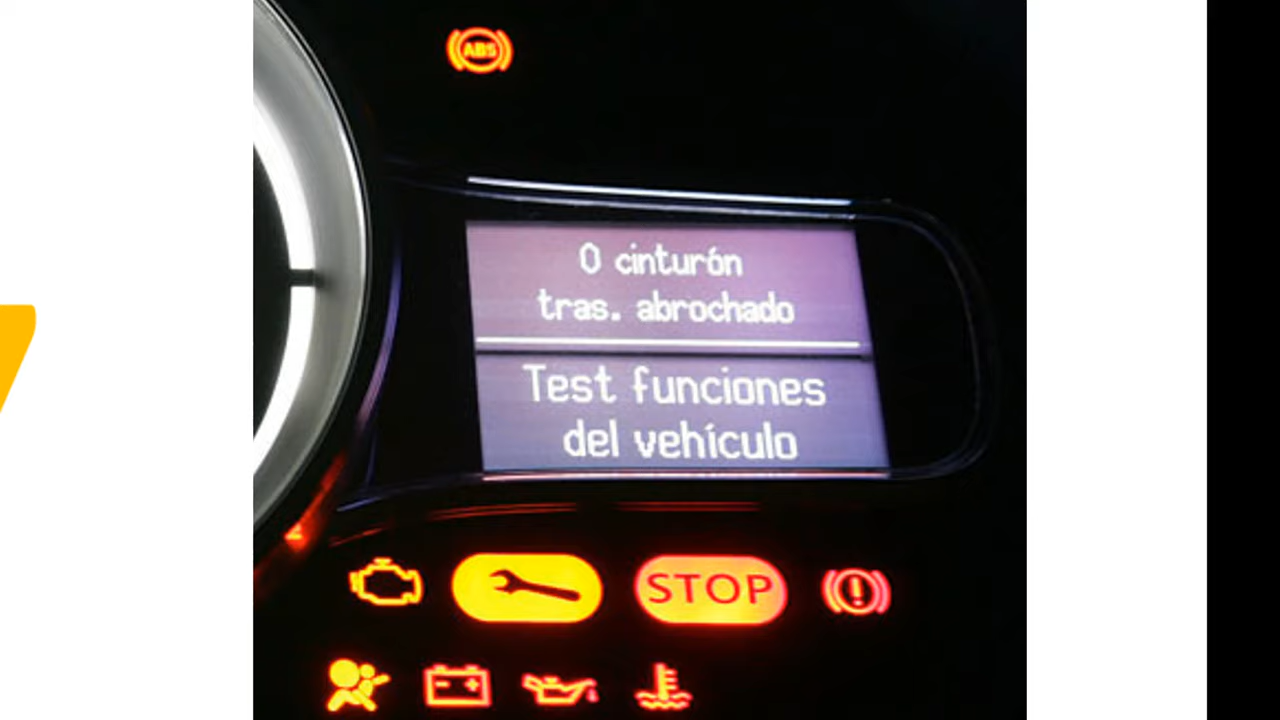 ABS
0 cinturón
tras. abrochado
Test funciones
del vehículo
STOP